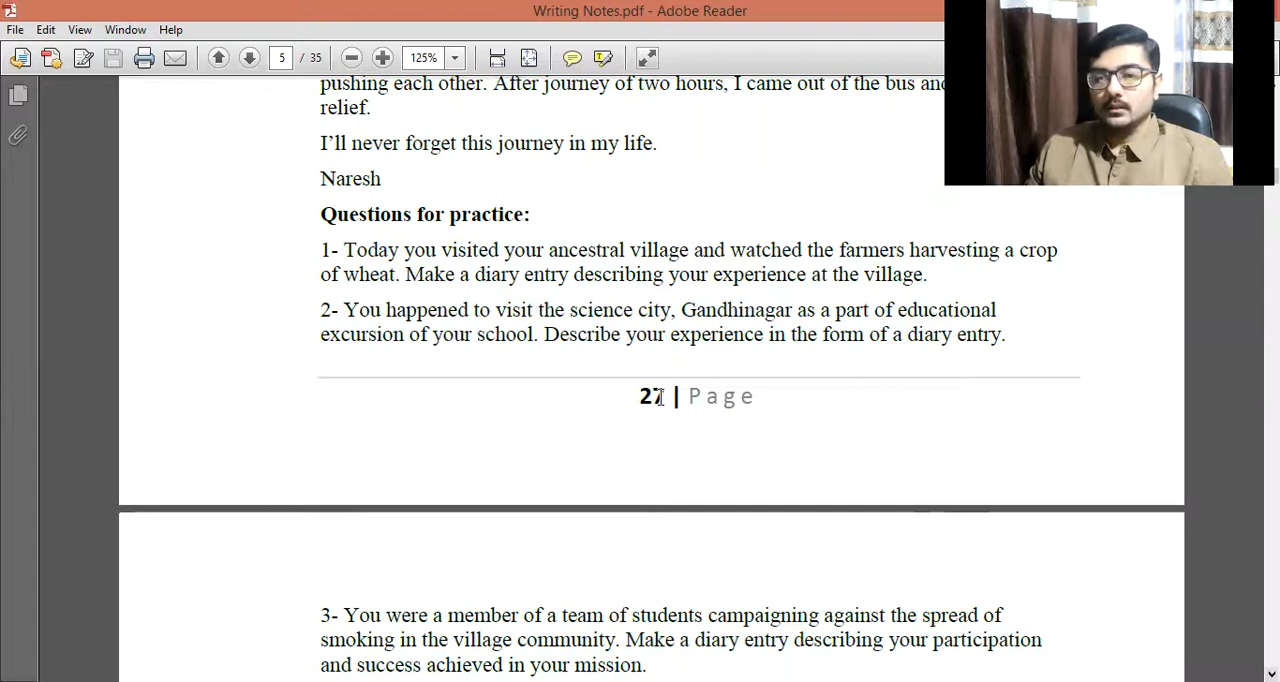 Writing Notes.pdf - Adobe Reader
File Edit View Window Help
5 / 35 125%
pushing each other. After journey of two hours, I came out of the bus and
relief.
I’ll never forget this journey in my life.
Naresh
Questions for practice:
1- Today you visited your ancestral village and watched the farmers harvesting a crop
of wheat. Make a diary entry describing your experience at the village.
2- You happened to visit the science city, Gandhinagar as a part of educational
excursion of your school. Describe your experience in the form of a diary entry.
27 | Page
3- You were a member of a team of students campaigning against the spread of
smoking in the village community. Make a diary entry describing your participation
and success achieved in your mission.